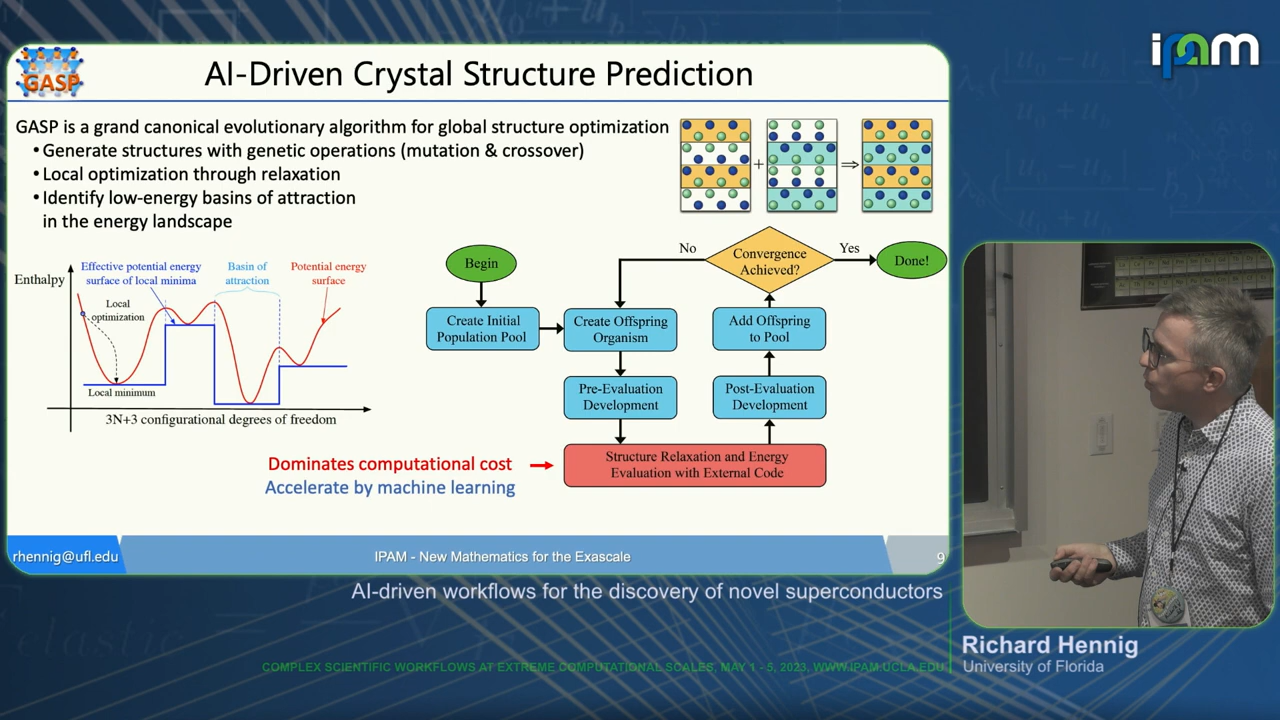 ipam
GASP
AI-Driven Crystal Structure Prediction
GASP is a grand canonical evolutionary algorithm for global structure optimization
• Generate structures with genetic operations (mutation & crossover)
• Local optimization through relaxation
• Identify low-energy basins of attraction
in the energy landscape
+
⇒
Enthalpy
Effective potential energy
surface of local minima
Basin of
attraction
Potential energy
surface
Local
optimization
Local minimum
3N+3 configurational degrees of freedom
Begin
Create Initial
Population Pool
Create Offspring
Organism
Pre-Evaluation
Development
Structure Relaxation and Energy
Evaluation with External Code
Post-Evaluation
Development
Add Offspring
to Pool
Convergence
Achieved?
No
Yes
Done!
Dominates computational cost
Accelerate by machine learning
rhennig@ufl.edu
IPAM - New Mathematics for the Exascale
9
AI-driven workflows for the discovery of novel superconductors
Richard Hennig
University of Florida
COMPLEX SCIENTIFIC WORKFLOWS AT EXTREME COMPUTATIONAL SCALES, MAY 1 - 5, 2023, WWW.IPAM.UCLA.EDU